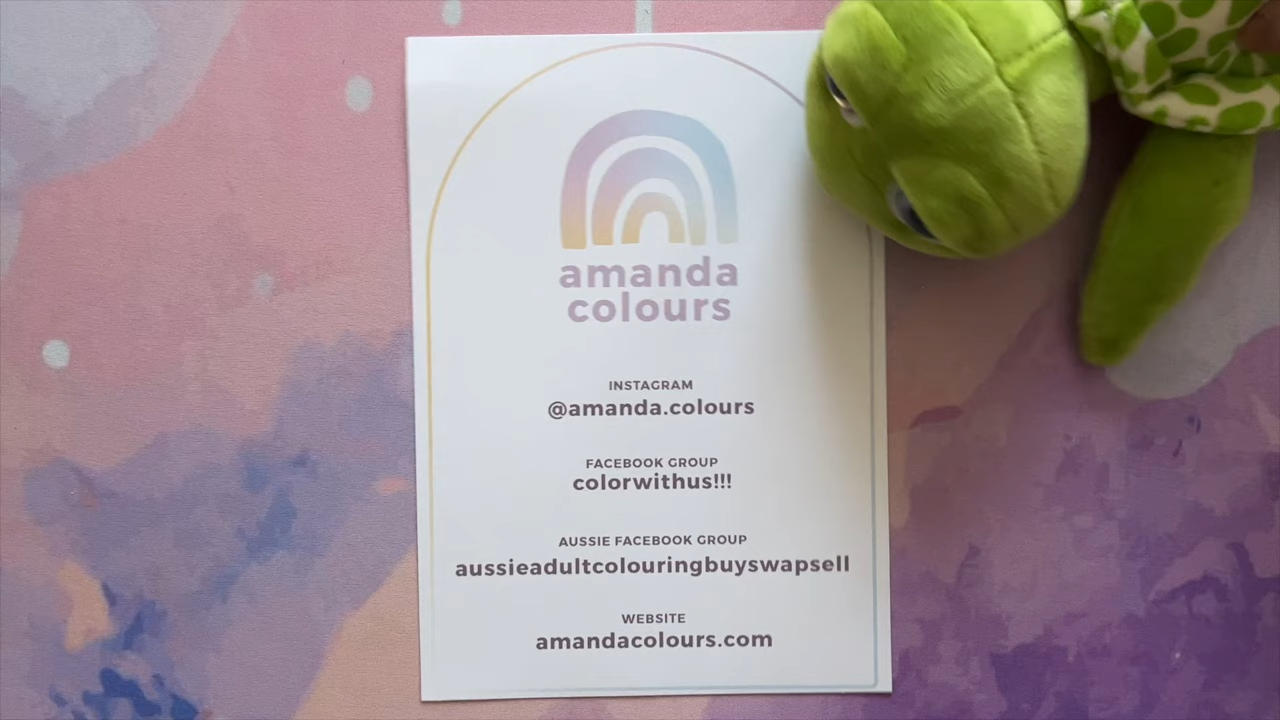 amanda
colours
INSTAGRAM
@amanda.colours
FACEBOOK GROUP
colorwithus!!!
AUSSIE FACEBOOK GROUP
aussieadultcolouringbuyswapsell
WEBSITE
amandacolours.com